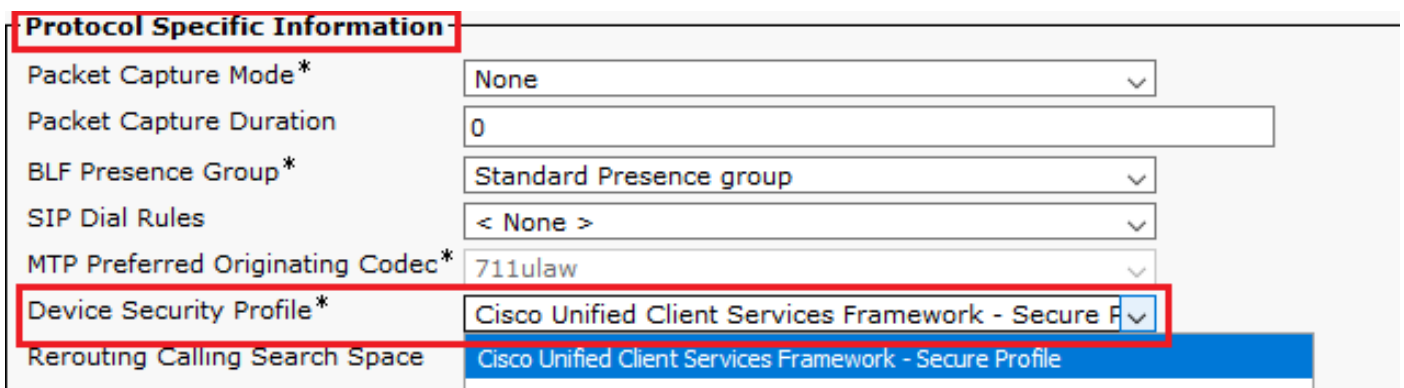 Protocol Specific Information
Packet Capture Mode* None
Packet Capture Duration 0
BLF Presence Group* Standard Presence group
SIP Dial Rules < None >
MTP Preferred Originating Codec* 711ulaw
Device Security Profile* Cisco Unified Client Services Framework - Secure
Rerouting Calling Search Space Cisco Unified Client Services Framework - Secure Profile